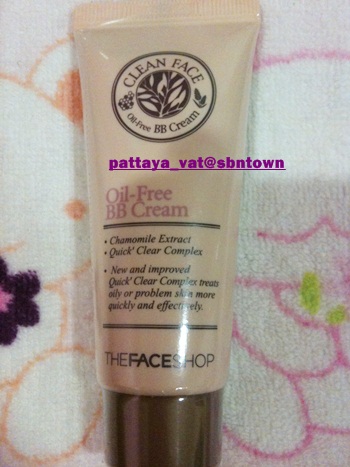 CLEAN FACE
Oil-Free BB Cream
pattaya_vat@sbntown
Oil-Free
BB Cream
• Chamomile Extract
• Quick' Clear Complex
• New and improved
Quick' Clear Complex treats
oily or problem skin more
quickly and effectively.
THEFACESHOP